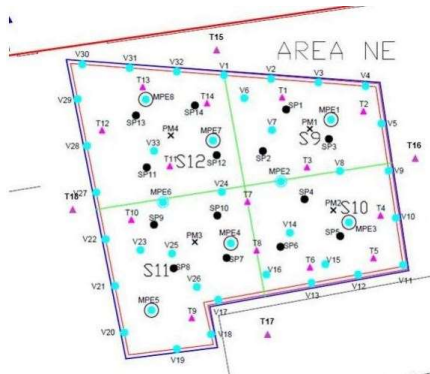 T15
AREA NE
V30
V31
V32
V1
V2
V3
V4
T13
MPE8
SP14
T14
V29
V6
T1
SP1
MPE1
T2
SP13
T12
PM4
MPE7
V7
PM1
S9
SP3
V5
V28
V33
SP12
SP2
T16
SP11
T11
S12
T3
V8
V9
V27
MPE6
V24
MPE2
T18
T7
SP4
PM2
S10
T10
SP9
SP10
MPE3
T4
V10
V22
V23
V25
PM3
MPE4
V14
SP5
SP6
T8
S11
SP8
SP7
T6
V15
T5
V21
V26
V16
V13
V12
V11
MPE5
T9
V17
V20
V18
T17
V19